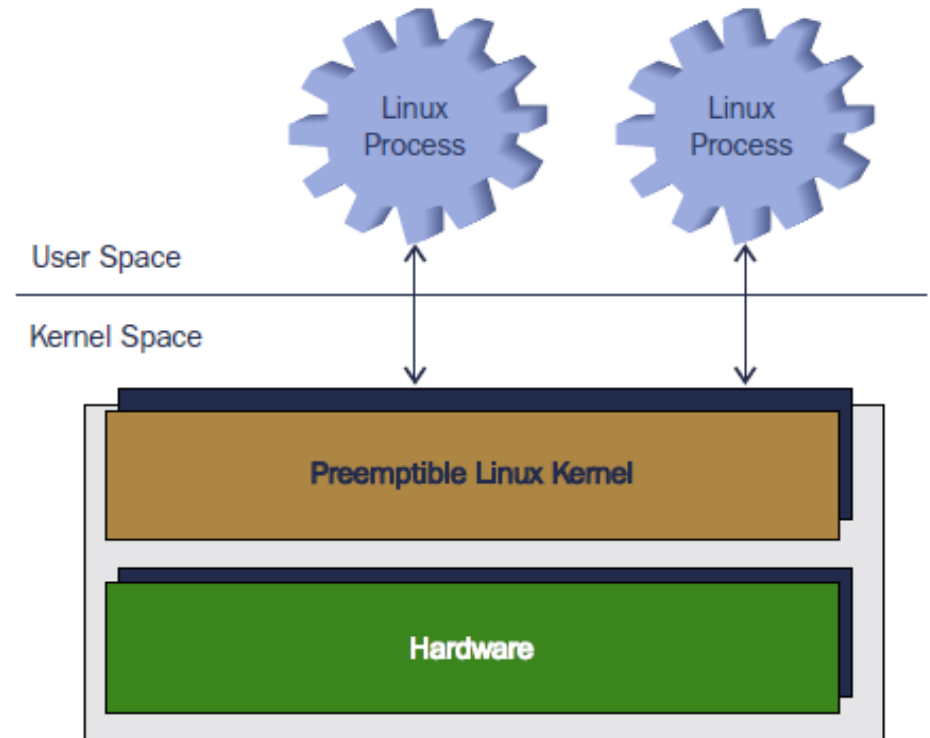 Linux
Process
Linux
Process
User Space
Kernel Space
Preemptible Linux Kernel
Hardware